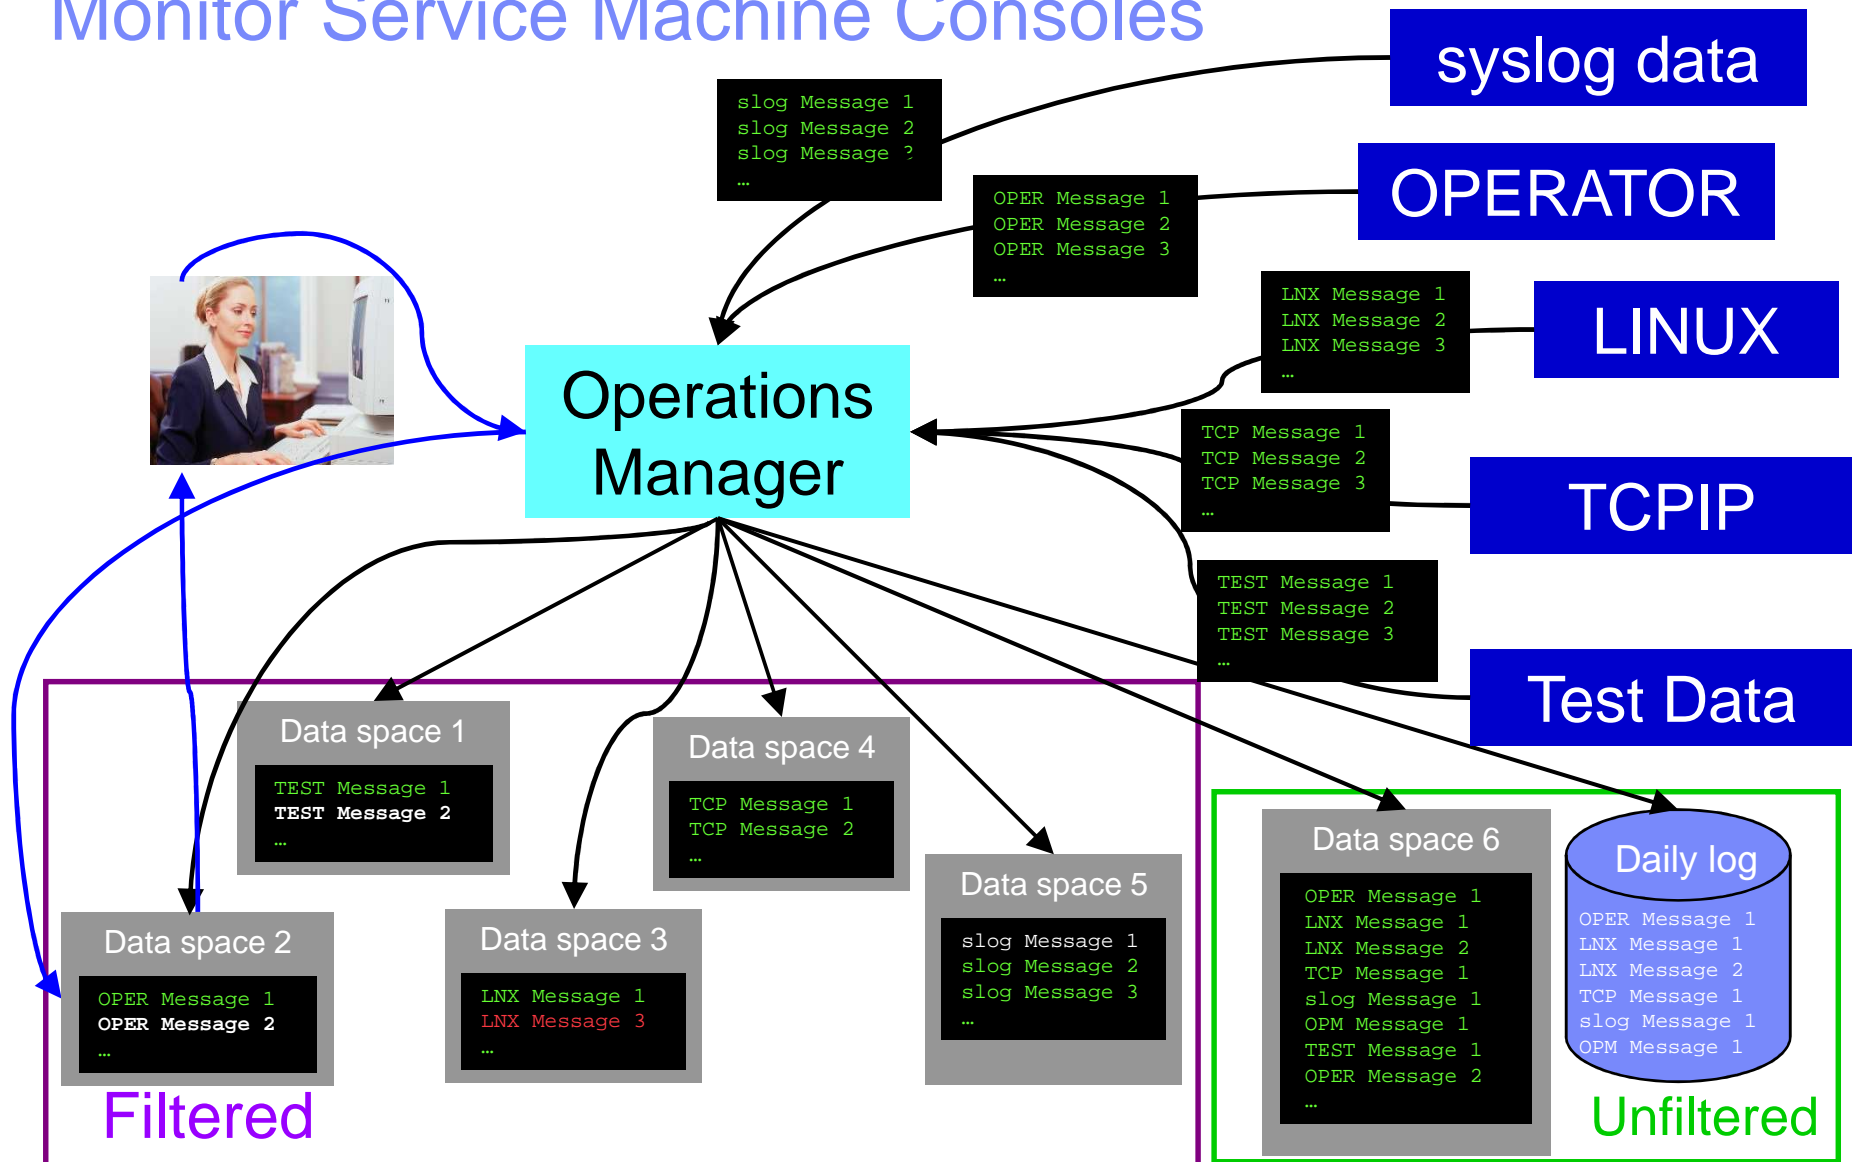 Monitor Service Machine Consoles
syslog data
slog Message 1
slog Message 2
slog Message 3
…
OPERATOR
OPER Message 1
OPER Message 2
OPER Message 3
…
LINUX
LNX Message 1
LNX Message 2
LNX Message 3
…
Operations
Manager
TCPIP
TCP Message 1
TCP Message 2
TCP Message 3
…
Test Data
TEST Message 1
TEST Message 2
TEST Message 3
…
Data space 1
TEST Message 1
TEST Message 2
…
Data space 4
TCP Message 1
TCP Message 2
…
Data space 2
OPER Message 1
OPER Message 2
…
Data space 3
LNX Message 1
LNX Message 3
…
Data space 5
slog Message 1
slog Message 2
slog Message 3
…
Filtered
Data space 6
OPER Message 1
LNX Message 1
LNX Message 2
TCP Message 1
slog Message 1
OPM Message 1
TEST Message 1
OPER Message 2
…
Daily log
OPER Message 1
LNX Message 1
LNX Message 2
TCP Message 1
slog Message 1
OPM Message 1
Unfiltered